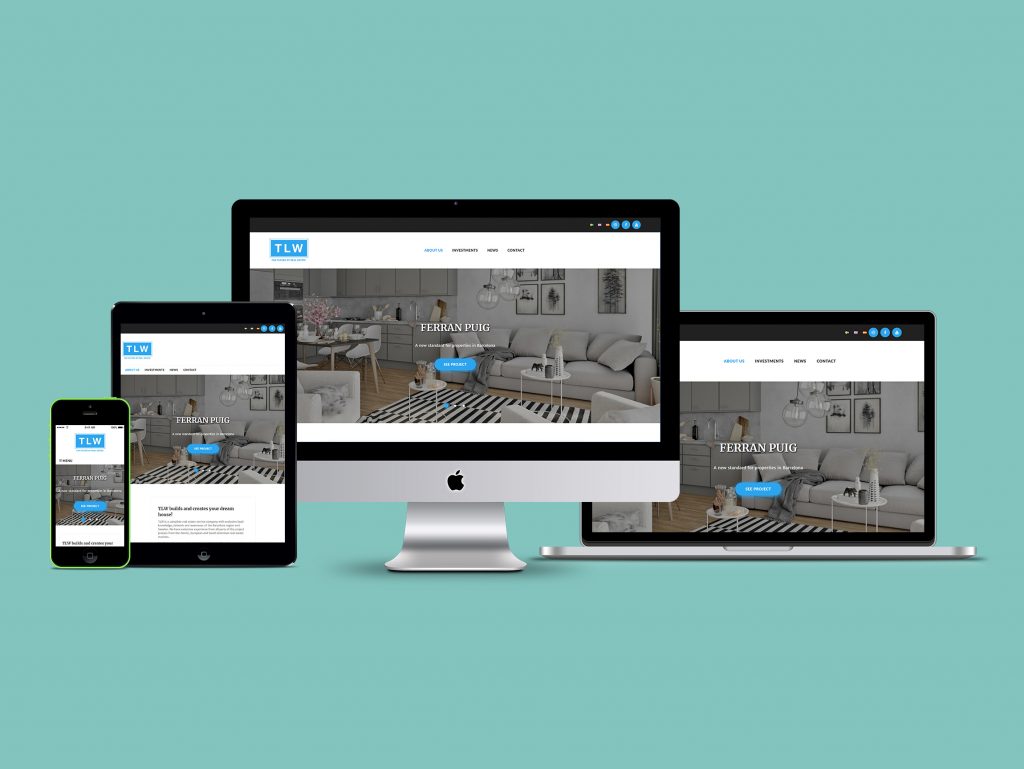 TLW
ABOUT US INVESTMENTS NEWS CONTACT
FERRAN PUIG
A new standard for properties in Barcelona
SEE PROJECT
TLW
ABOUT US INVESTMENTS NEWS CONTACT
FERRAN PUIG
A new standard for properties in Barcelona
SEE PROJECT
TLW builds and creates your dream
house!
TLW
MENU
FERRAN PUIG
A new standard for properties in Barcelona
SEE PROJECT
TLW builds and creates your
ABOUT US INVESTMENTS NEWS CONTACT
FERRAN PUIG
A new standard for properties in Barcelona
SEE PROJECT